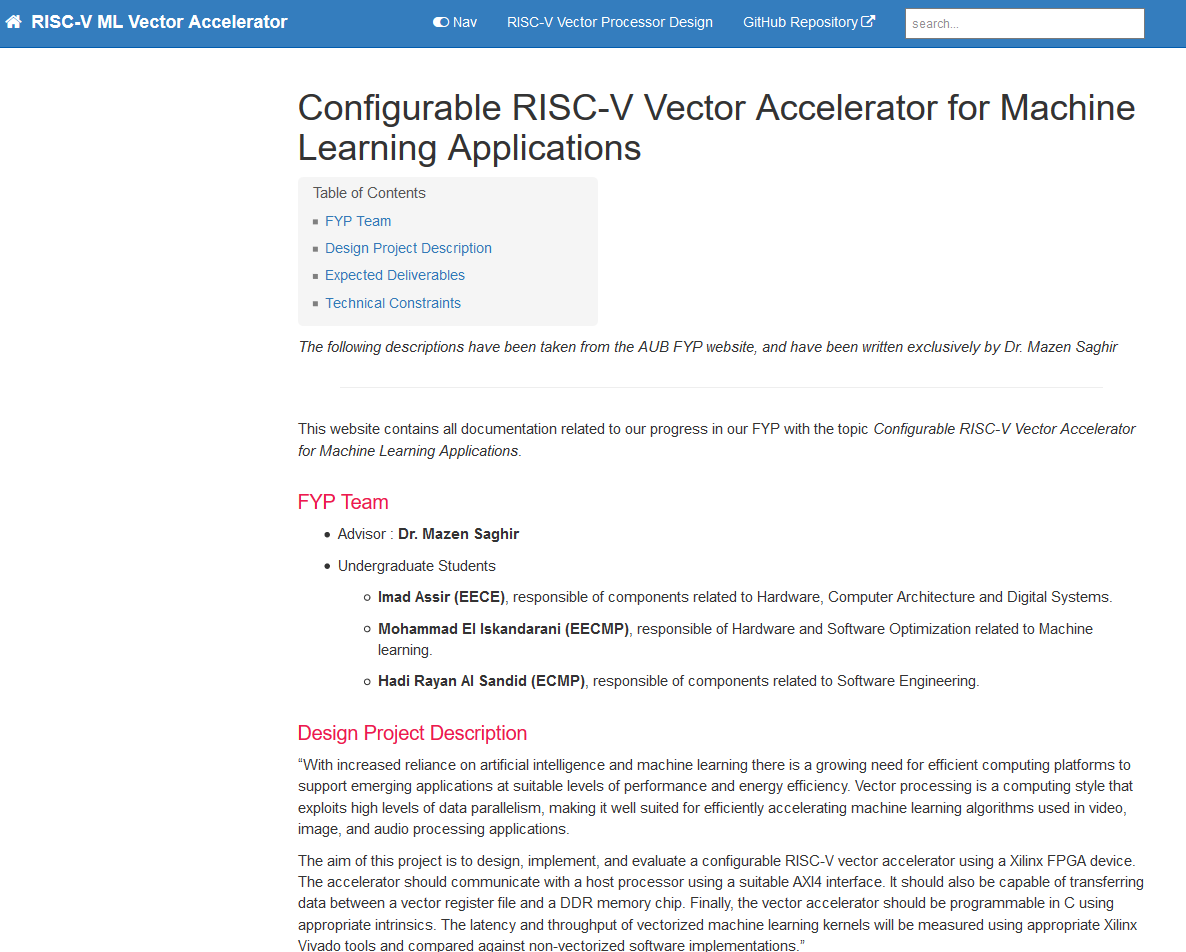 RISC-V ML Vector Accelerator Nav RISC-V Vector Processor Design GitHub Repository search...
Configurable RISC-V Vector Accelerator for Machine
Learning Applications
Table of Contents
FYP Team
Design Project Description
Expected Deliverables
Technical Constraints
The following descriptions have been taken from the AUB FYP website, and have been written exclusively by Dr. Mazen Saghir
This website contains all documentation related to our progress in our FYP with the topic Configurable RISC-V Vector Accelerator
for Machine Learning Applications.
FYP Team
Advisor : Dr. Mazen Saghir
Undergraduate Students
Imad Assir (EECE), responsible of components related to Hardware, Computer Architecture and Digital Systems.
Mohammad El Iskandarani (EECMP), responsible of Hardware and Software Optimization related to Machine
learning.
Hadi Rayan Al Sandid (ECMP), responsible of components related to Software Engineering.
Design Project Description
“With increased reliance on artificial intelligence and machine learning there is a growing need for efficient computing platforms to
support emerging applications at suitable levels of performance and energy efficiency. Vector processing is a computing style that
exploits high levels of data parallelism, making it well suited for efficiently accelerating machine learning algorithms used in video,
image, and audio processing applications.
The aim of this project is to design, implement, and evaluate a configurable RISC-V vector accelerator using a Xilinx FPGA device.
The accelerator should communicate with a host processor using a suitable AXI4 interface. It should also be capable of transferring
data between a vector register file and a DDR memory chip. Finally, the vector accelerator should be programmable in C using
appropriate intrinsics. The latency and throughput of vectorized machine learning kernels will be measured using appropriate Xilinx
Vivado tools and compared against non-vectorized software implementations.”